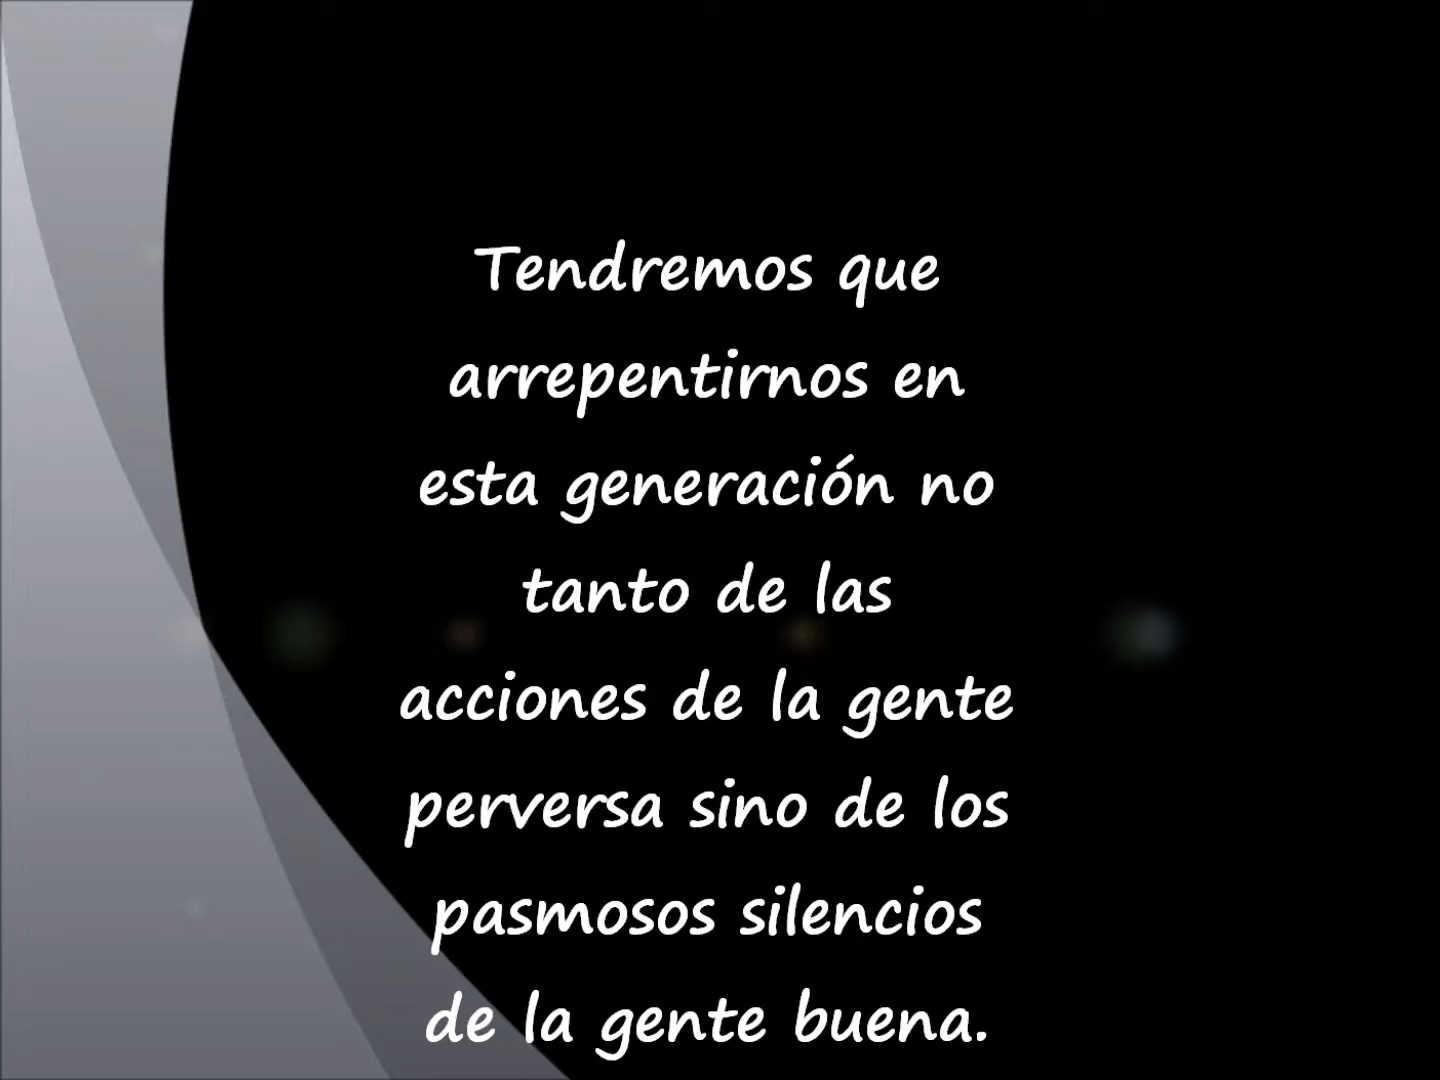 Tendremos que
arrepentirnos en
esta generación no
tanto de las
acciones de la gente
perversa sino de los
pasmosos silencios
de la gente buena.